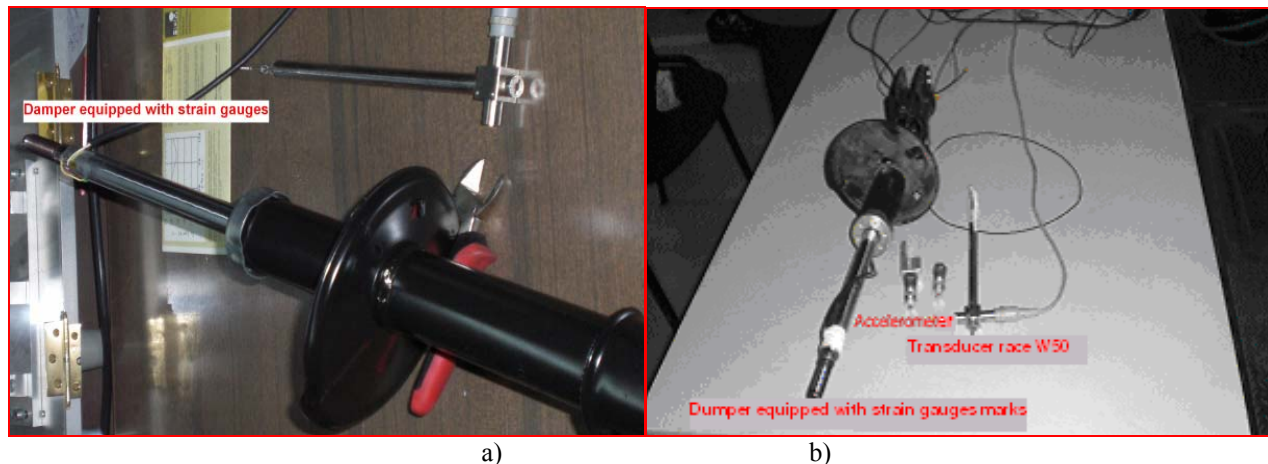 Damper equipped with strain gauges
Accelerometer
Transducer race W50
Dumper equipped with strain gauges marks
a)
b)